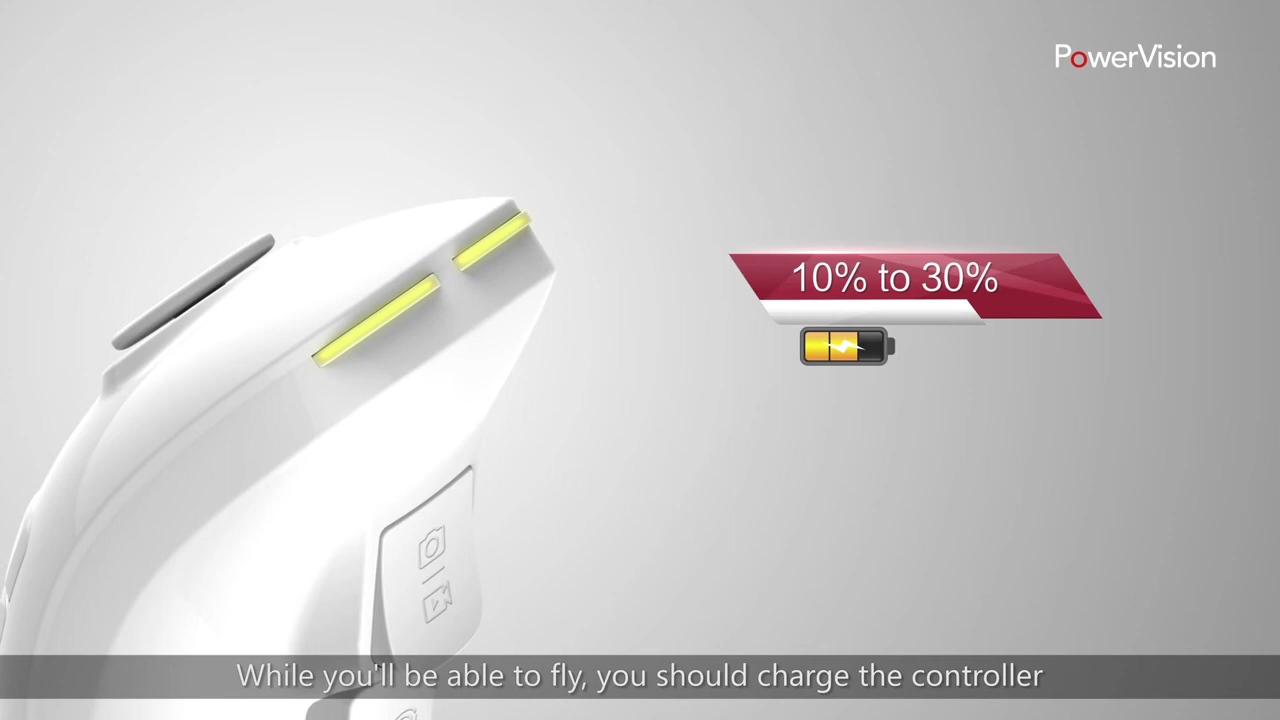 PowerVision
10% to 30%
While you'll be able to fly, you should charge the controller